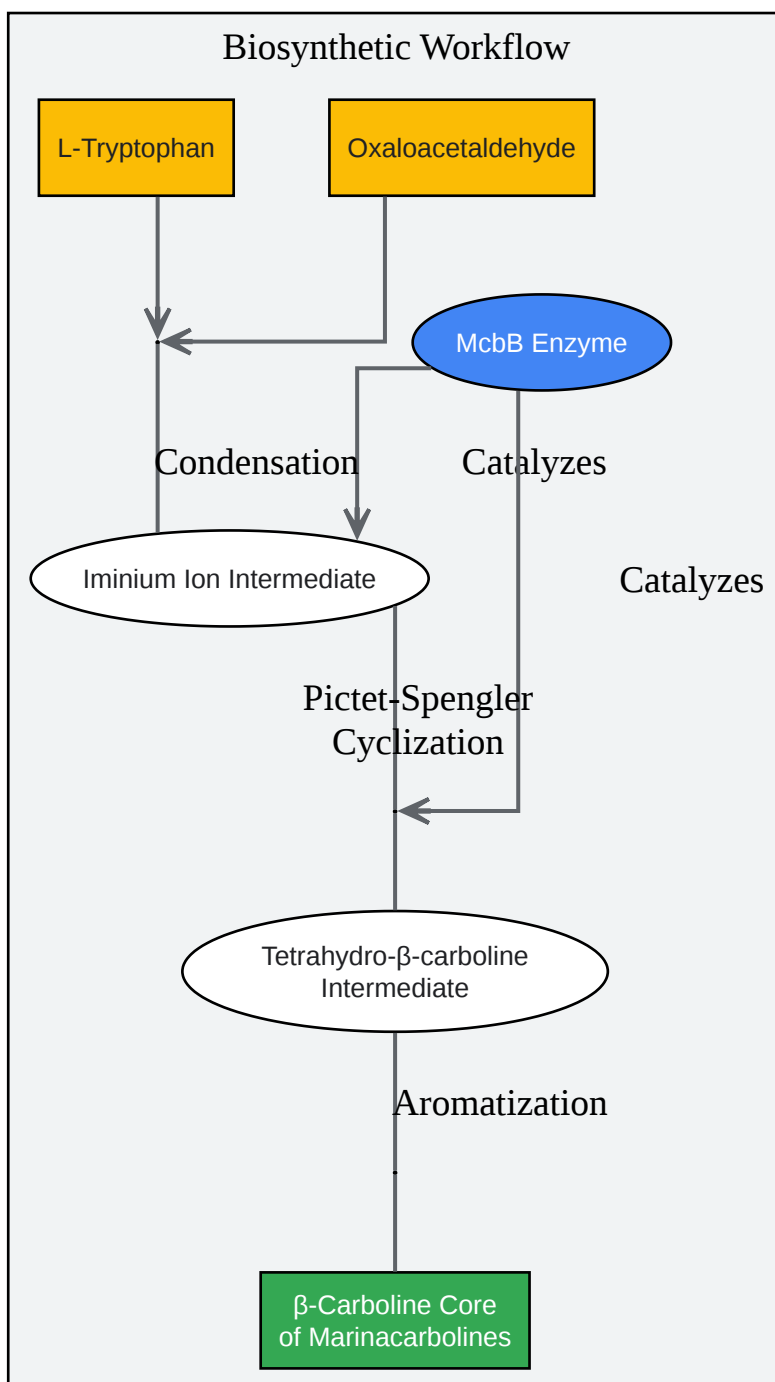 Biosynthetic Workflow
L-Tryptophan
Oxaloacetaldehyde
McbB Enzyme
Condensation
Catalyzes
Iminium Ion Intermediate
Catalyzes
Pictet-Spengler
Cyclization
Tetrahydro-β-carboline
Intermediate
Aromatization
β-Carboline Core
of Marinacarbolines